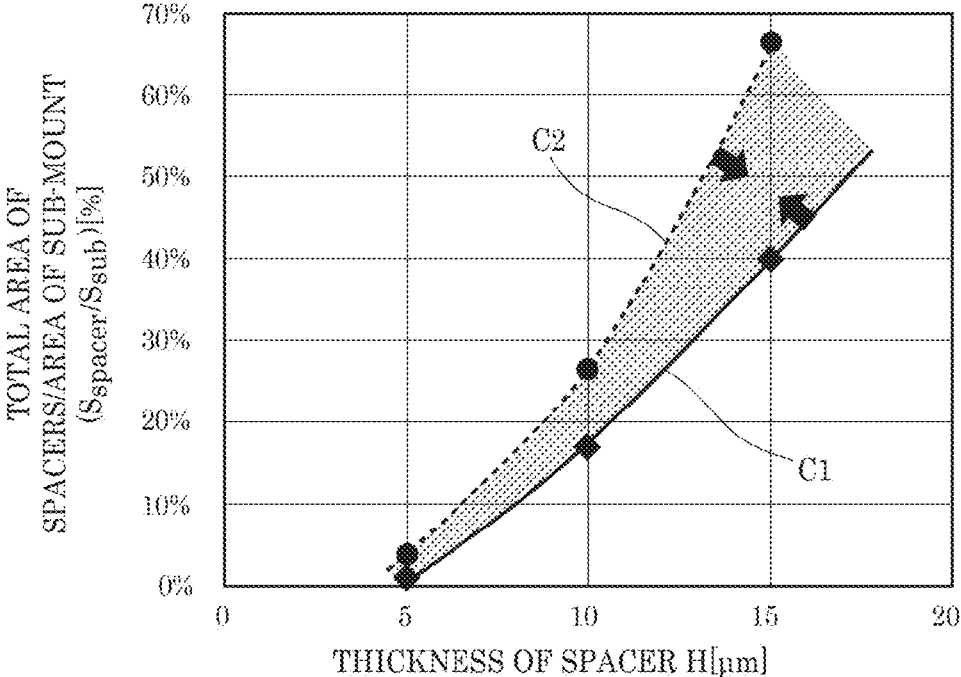 TOTAL AREA OF
SPACERS/AREA OF SUB-MOUNT
(Sspacer/Ssub)[%]
70%
60%
50%
40%
30%
20%
10%
0%
C2
C1
0
5
10
15
20
THICKNESS OF SPACER H[μm]